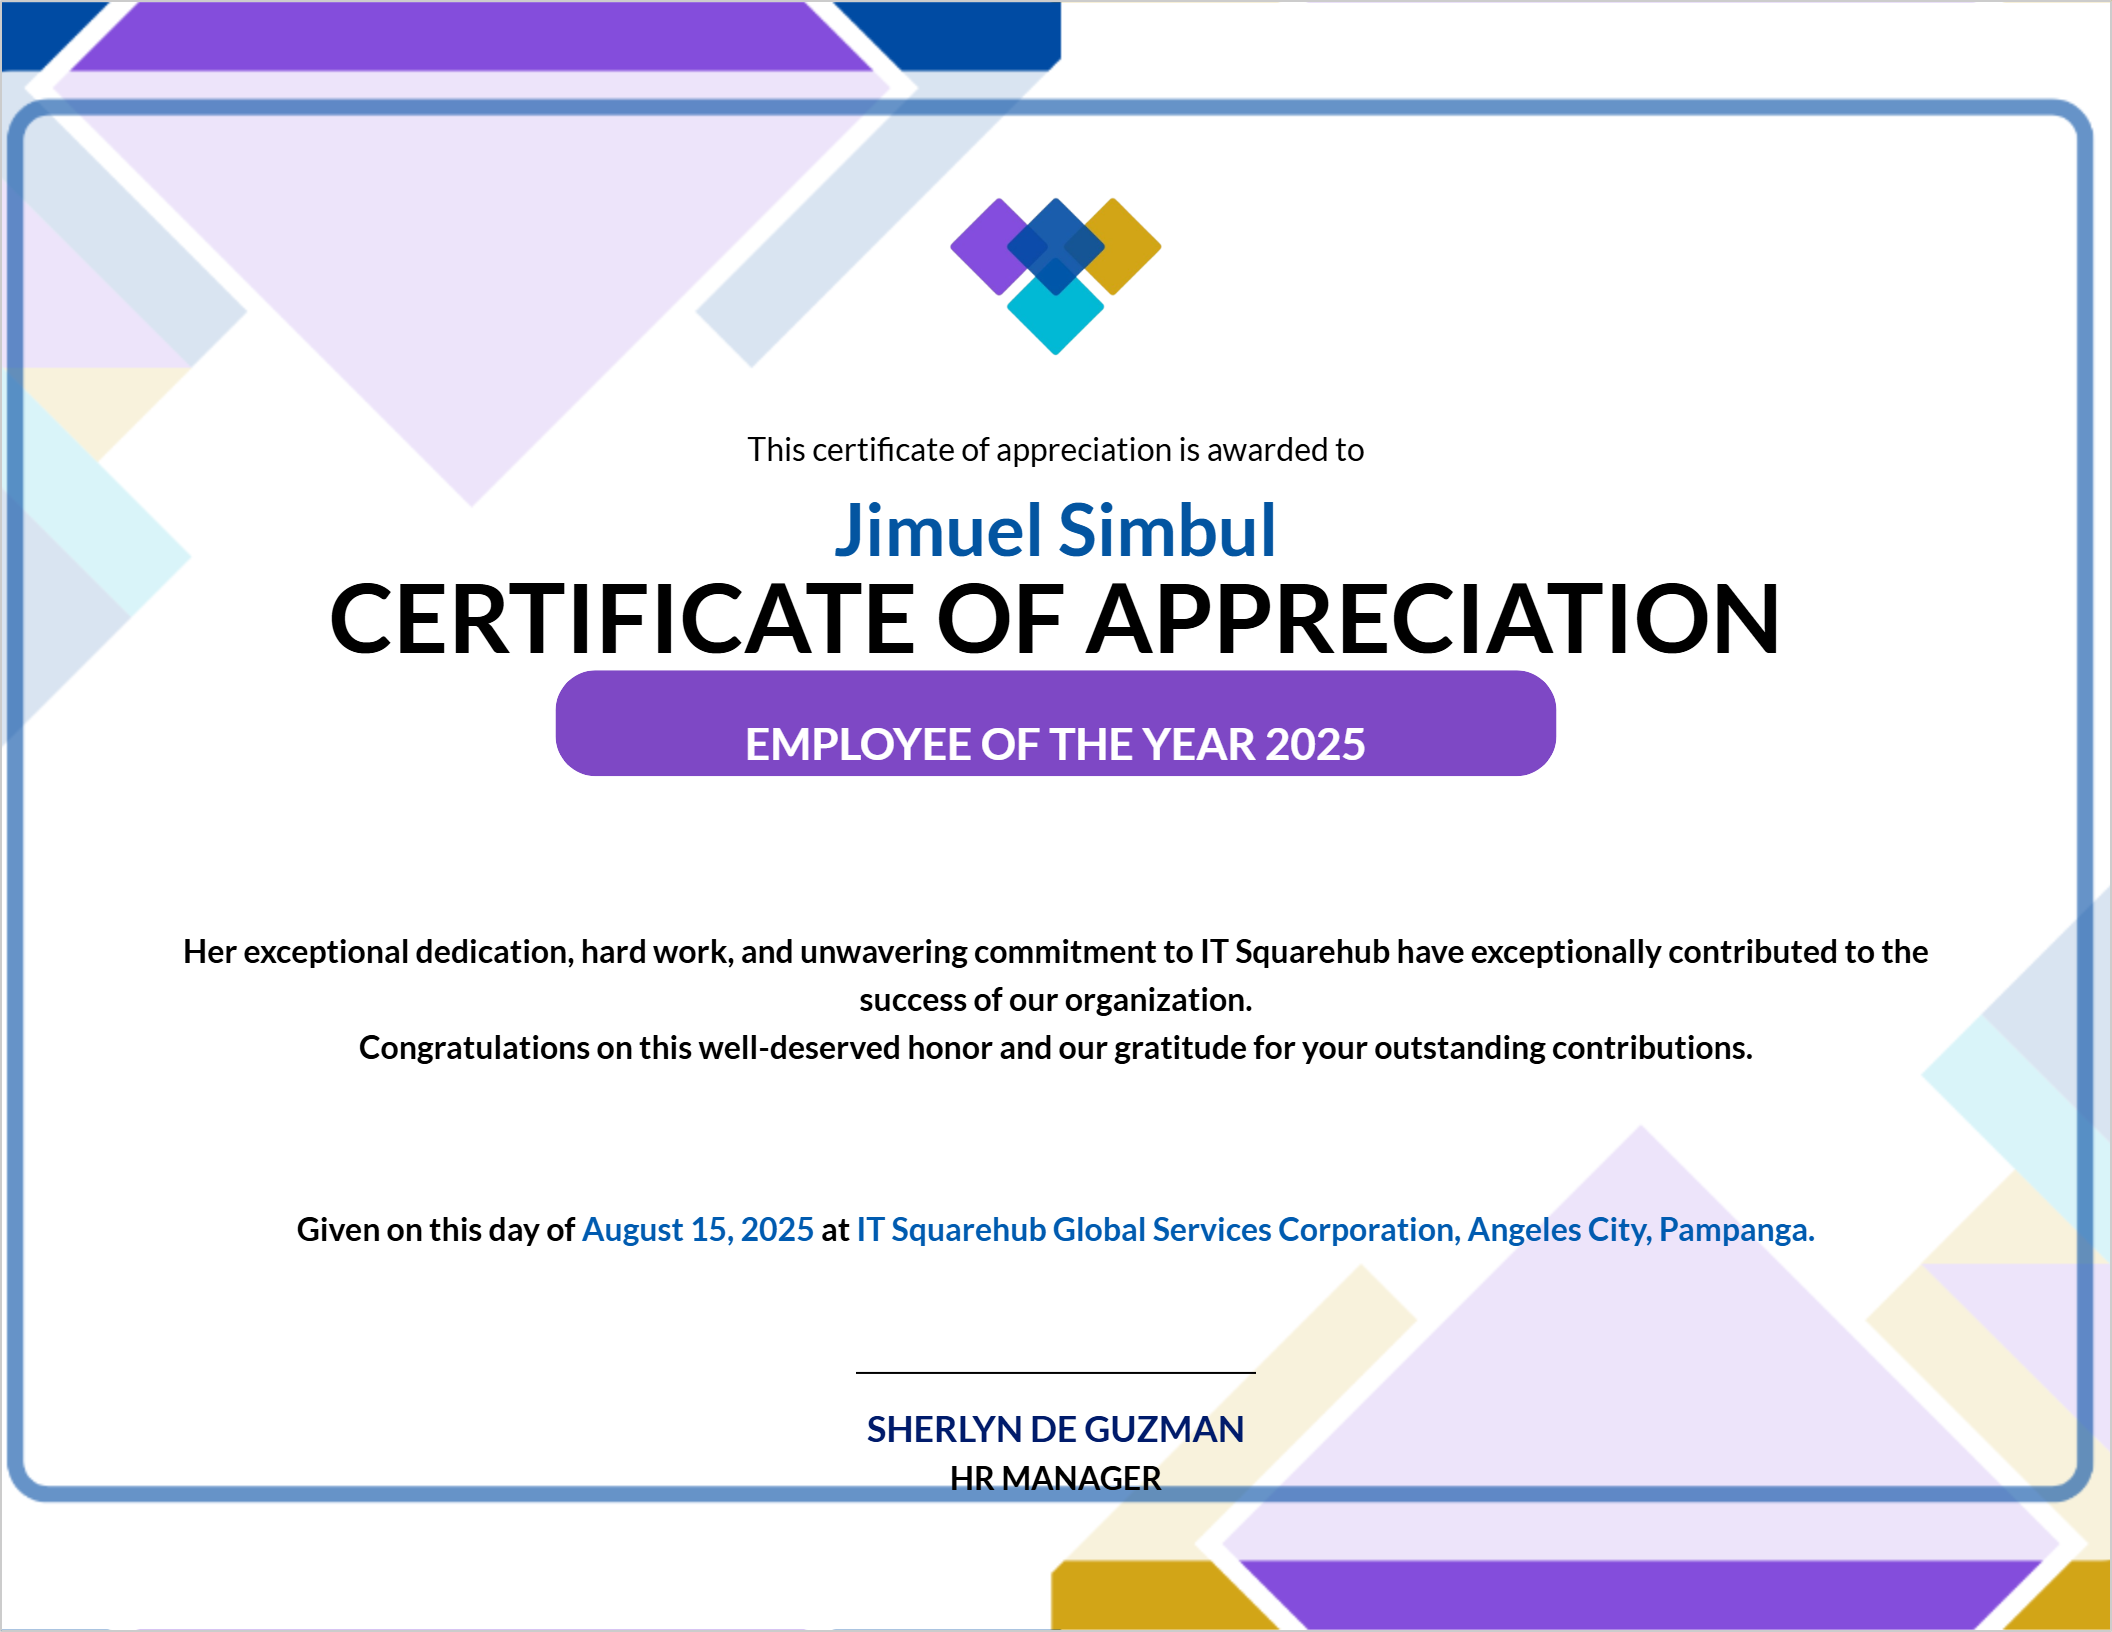 This certificate of appreciation is awarded to
Jimuel Simbul
CERTIFICATE OF APPRECIATION
EMPLOYEE OF THE YEAR 2025
Her exceptional dedication, hard work, and unwavering commitment to IT Squarehub have exceptionally contributed to the
success of our organization.
Congratulations on this well-deserved honor and our gratitude for your outstanding contributions.
Given on this day of August 15, 2025 at IT Squarehub Global Services Corporation, Angeles City, Pampanga.
SHERLYN DE GUZMAN
HR MANAGER